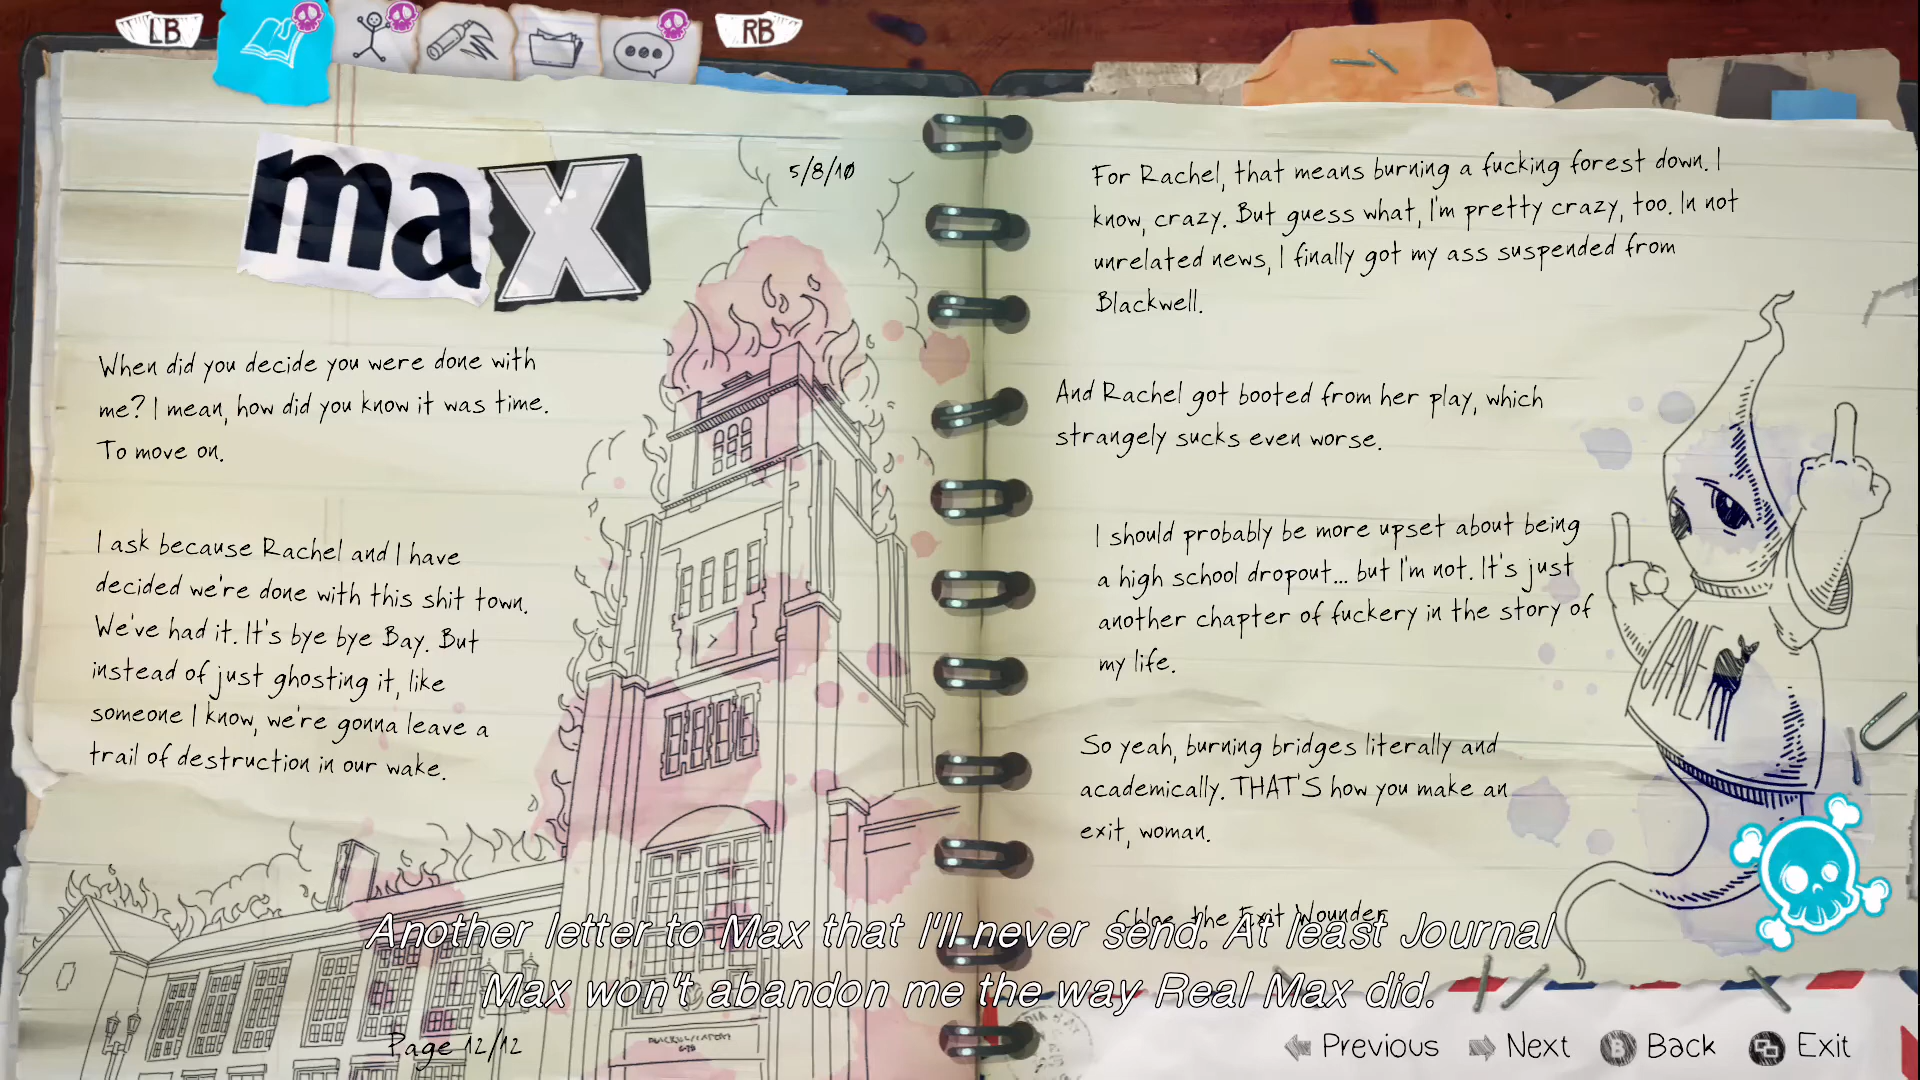 LB
RB
max
5/8/10
When did you decide you were done with
me? I mean, how did you know it was time.
To move on.
I ask because Rachel and I have
decided we're done with this shit town.
We've had it. It's bye bye Bay. But
instead of just ghosting it, like
someone I know, we're gonna leave a
trail of destruction in our wake.
For Rachel, that means burning a fucking forest down. I
know, crazy. But guess what, I'm pretty crazy, too. In not
unrelated news, I finally got my ass suspended from
Blackwell.
And Rachel got booted from her play, which
strangely sucks even worse.
I should probably be more upset about being
a high school dropout... but I'm not. It's just
another chapter of fuckery in the story of
my life.
So yeah, burning bridges literally and
academically. THAT'S how you make an
exit, woman.
Chloe the Exit Wounder
JANE
Another letter to Max that I'll never send. At least Journal
Max won't abandon me the way Real Max did.
Page 12/12
Previous
Next
B Back
Exit